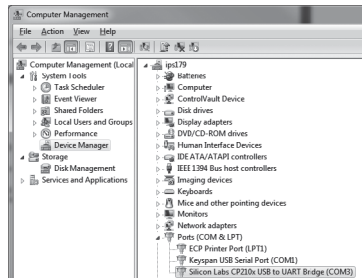 Computer Management
File Action View Help
Computer Management (Local
System Tools
Task Scheduler
Event Viewer
Shared Folders
Local Users and Groups
Performance
Device Manager
Storage
Disk Management
Services and Applications
ips179
Batteries
Computer
ControlVault Device
Disk drives
Display adapters
DVD/CD-ROM drives
Human Interface Devices
IDE ATA/ATAPI controllers
IEEE 1394 Bus host controllers
Imaging devices
Keyboards
Mice and other pointing devices
Monitors
Network adapters
Ports (COM & LPT)
ECP Printer Port (LPT1)
Keyspan USB Serial Port (COM1)
Silicon Labs CP210x USB to UART Bridge (COM3)